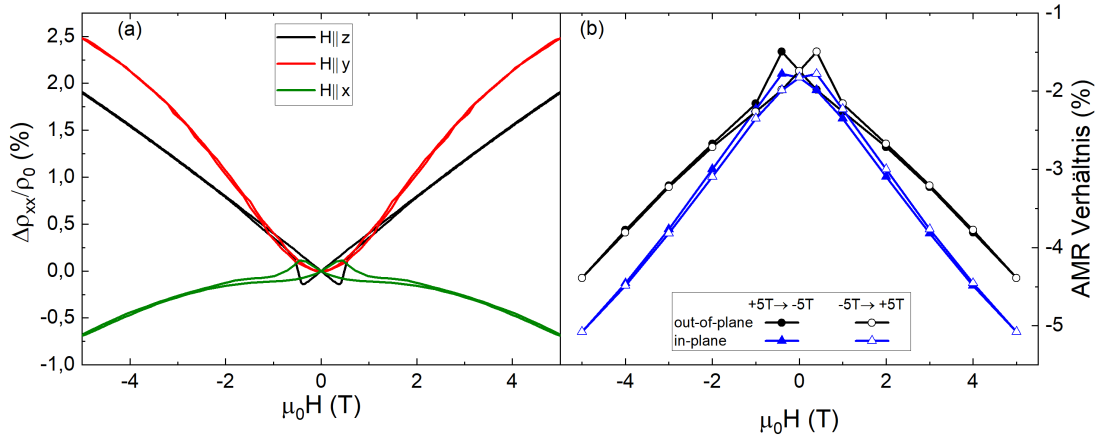 (a)
H|| z
H|| y
H|| x
2,5
2,0
1,5
1,0
0,5
0,0
-0,5
-1,0
Δρxx/ρ0 (%)
-4
-2
0
2
4
μ0H (T)
(b)
-1
-2
-3
-4
-5
AMR Verhältnis (%)
+5T→ -5T -5T→ +5T
out-of-plane
in-plane
-4
-2
0
2
4
μ0H (T)